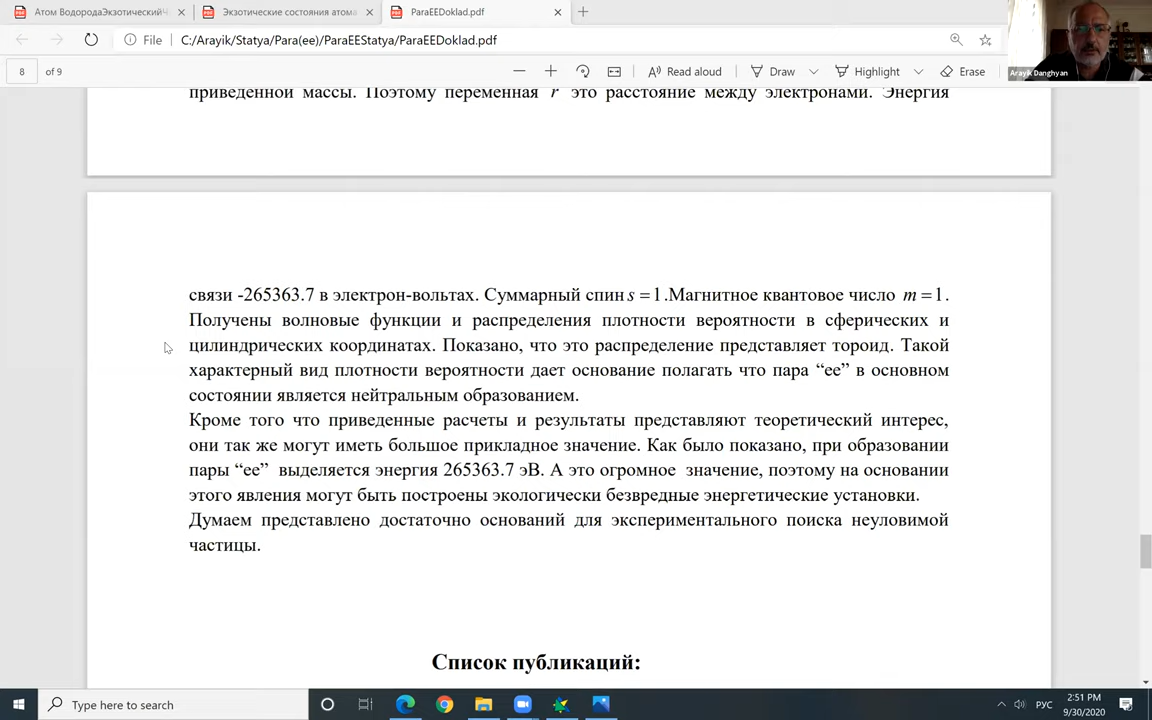 Атом ВодородаЭкзотическийЧ
Экзотические состояния атома
ParaEEDoklad.pdf
File
C:/Arayik/Statya/Para(ee)/ParaEEStatya/ParaEEDoklad.pdf
Arayik Danghyan
8 of 9
Read aloud
Draw
Highlight
Erase
приведенной массы. Поэтому переменная r это расстояние между электронами. Энергия
связи -265363.7 в электрон-вольтах. Суммарный спин s = 1.Магнитное квантовое число m = 1.
Получены волновые функции и распределения плотности вероятности в сферических и
цилиндрических координатах. Показано, что это распределение представляет тороид. Такой
характерный вид плотности вероятности дает основание полагать что пара “ee” в основном
состоянии является нейтральным образованием.
Кроме того что приведенные расчеты и результаты представляют теоретический интерес,
они так же могут иметь большое прикладное значение. Как было показано, при образовании
пары “ee” выделяется энергия 265363.7 эВ. А это огромное значение, поэтому на основании
этого явления могут быть построены экологически безвредные энергетические установки.
Думаем представлено достаточно оснований для экспериментального поиска неуловимой
частицы.
Список публикаций:
Type here to search
РУС
2:51 PM
9/30/2020